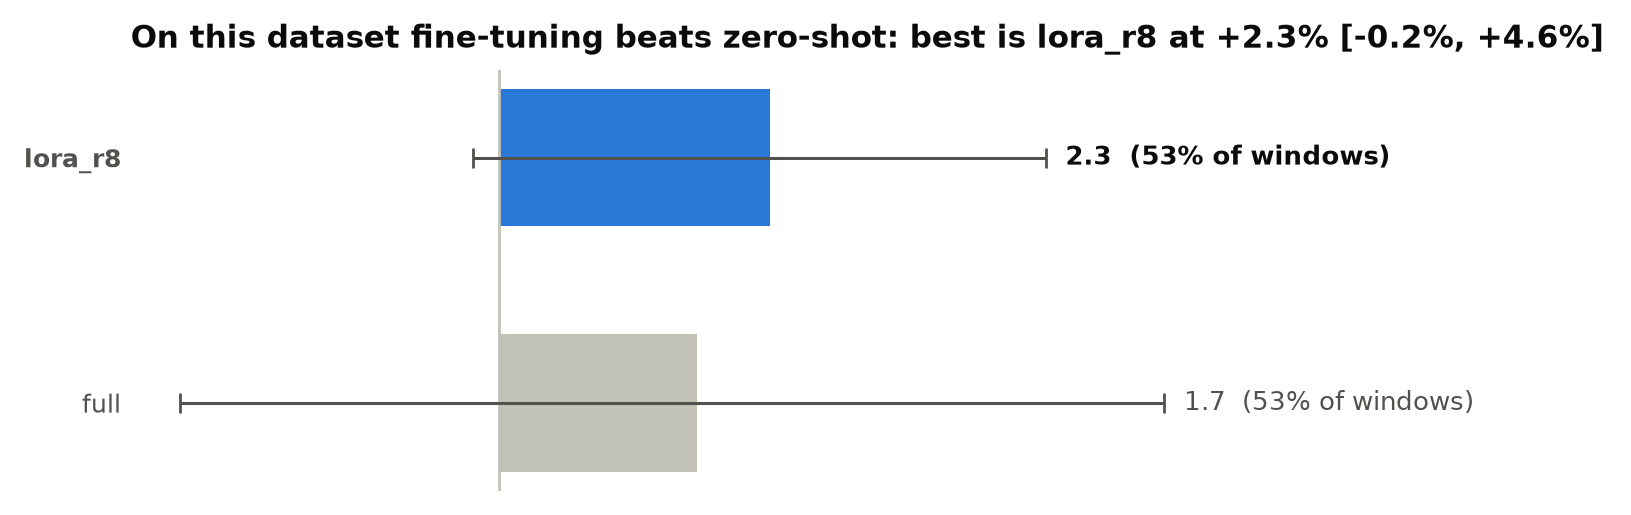 On this dataset fine-tuning beats zero-shot: best is lora_r8 at +2.3% [-0.2%, +4.6%]
lora_r8
2.3 (53% of windows)
full
1.7 (53% of windows)